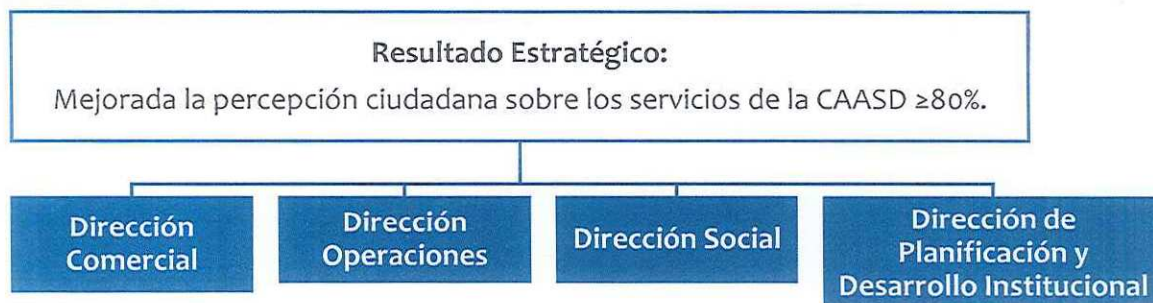 Resultado Estratégico:
Mejorada la percepción ciudadana sobre los servicios de la CAASD ≥80%.
Dirección
Comercial
Dirección
Operaciones
Dirección Social
Dirección de
Planificación y
Desarrollo Institucional